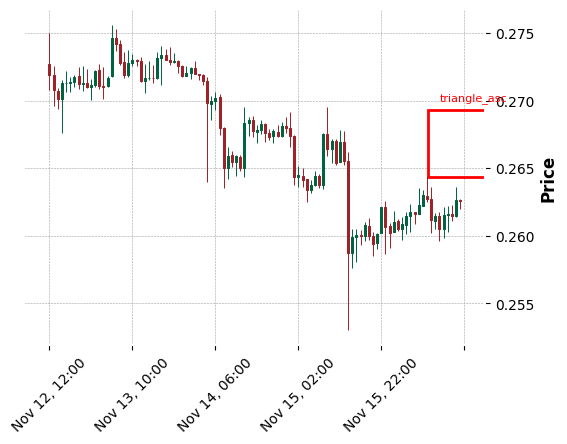 0.275
triangle_asc
0.270
0.265
Price
0.260
0.255
Nov 12, 12:00
Nov 13, 10:00
Nov 14, 06:00
Nov 15, 02:00
Nov 15, 22:00